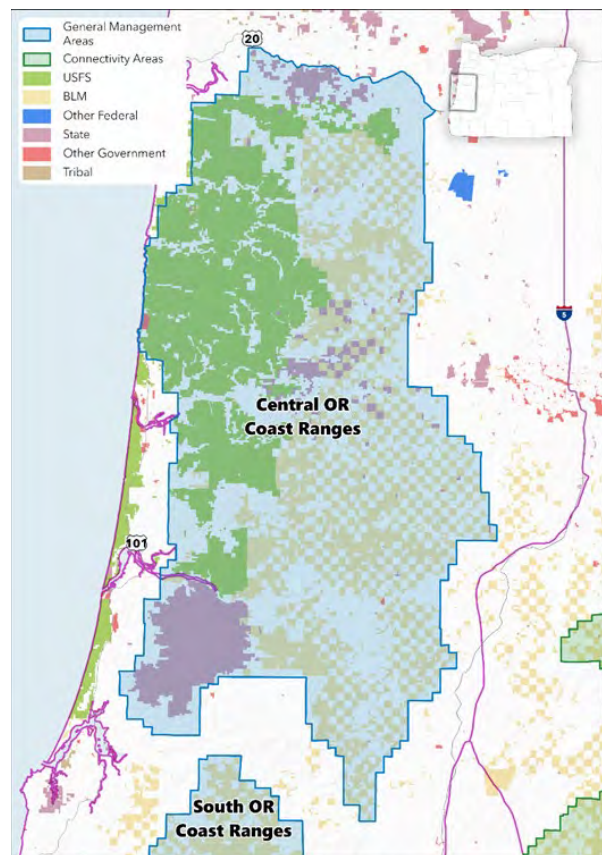 General Management
Areas
Connectivity Areas
USFS
BLM
Other Federal
State
Other Government
Tribal
20
5
Central OR
Coast Ranges
101
South OR
Coast Ranges